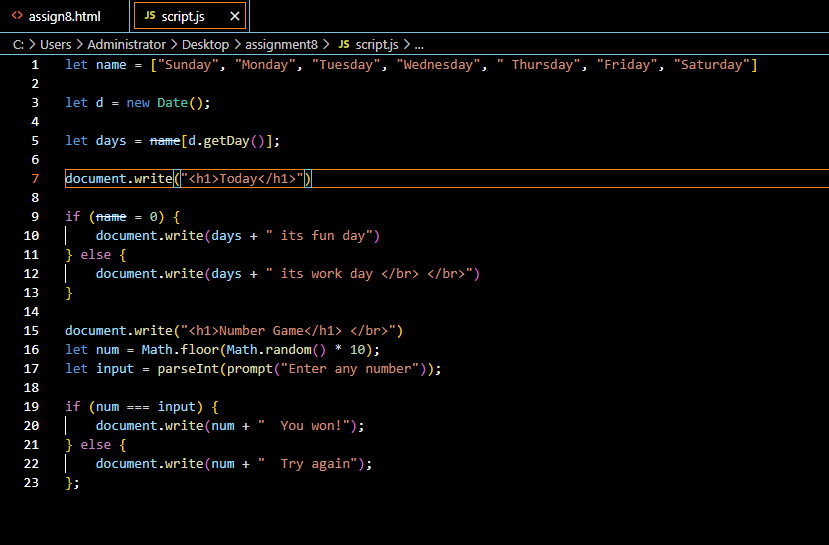 <> assign8.html JS script.js ×
C: > Users > Administrator > Desktop > assignment8 > JS script.js > ...
1 let name = ["Sunday", "Monday", "Tuesday", "Wednesday", " Thursday", "Friday", "Saturday"]
2
3 let d = new Date();
4
5 let days = name[d.getDay()];
6
7 document.write("<h1>Today</h1>")
8
9 if (name = 0) {
10     document.write(days + " its fun day")
11 } else {
12     document.write(days + " its work day </br> </br>")
13 }
14
15 document.write("<h1>Number Game</h1> </br>")
16 let num = Math.floor(Math.random() * 10);
17 let input = parseInt(prompt("Enter any number"));
18
19 if (num === input) {
20     document.write(num + "  You won!");
21 } else {
22     document.write(num + "  Try again");
23 };